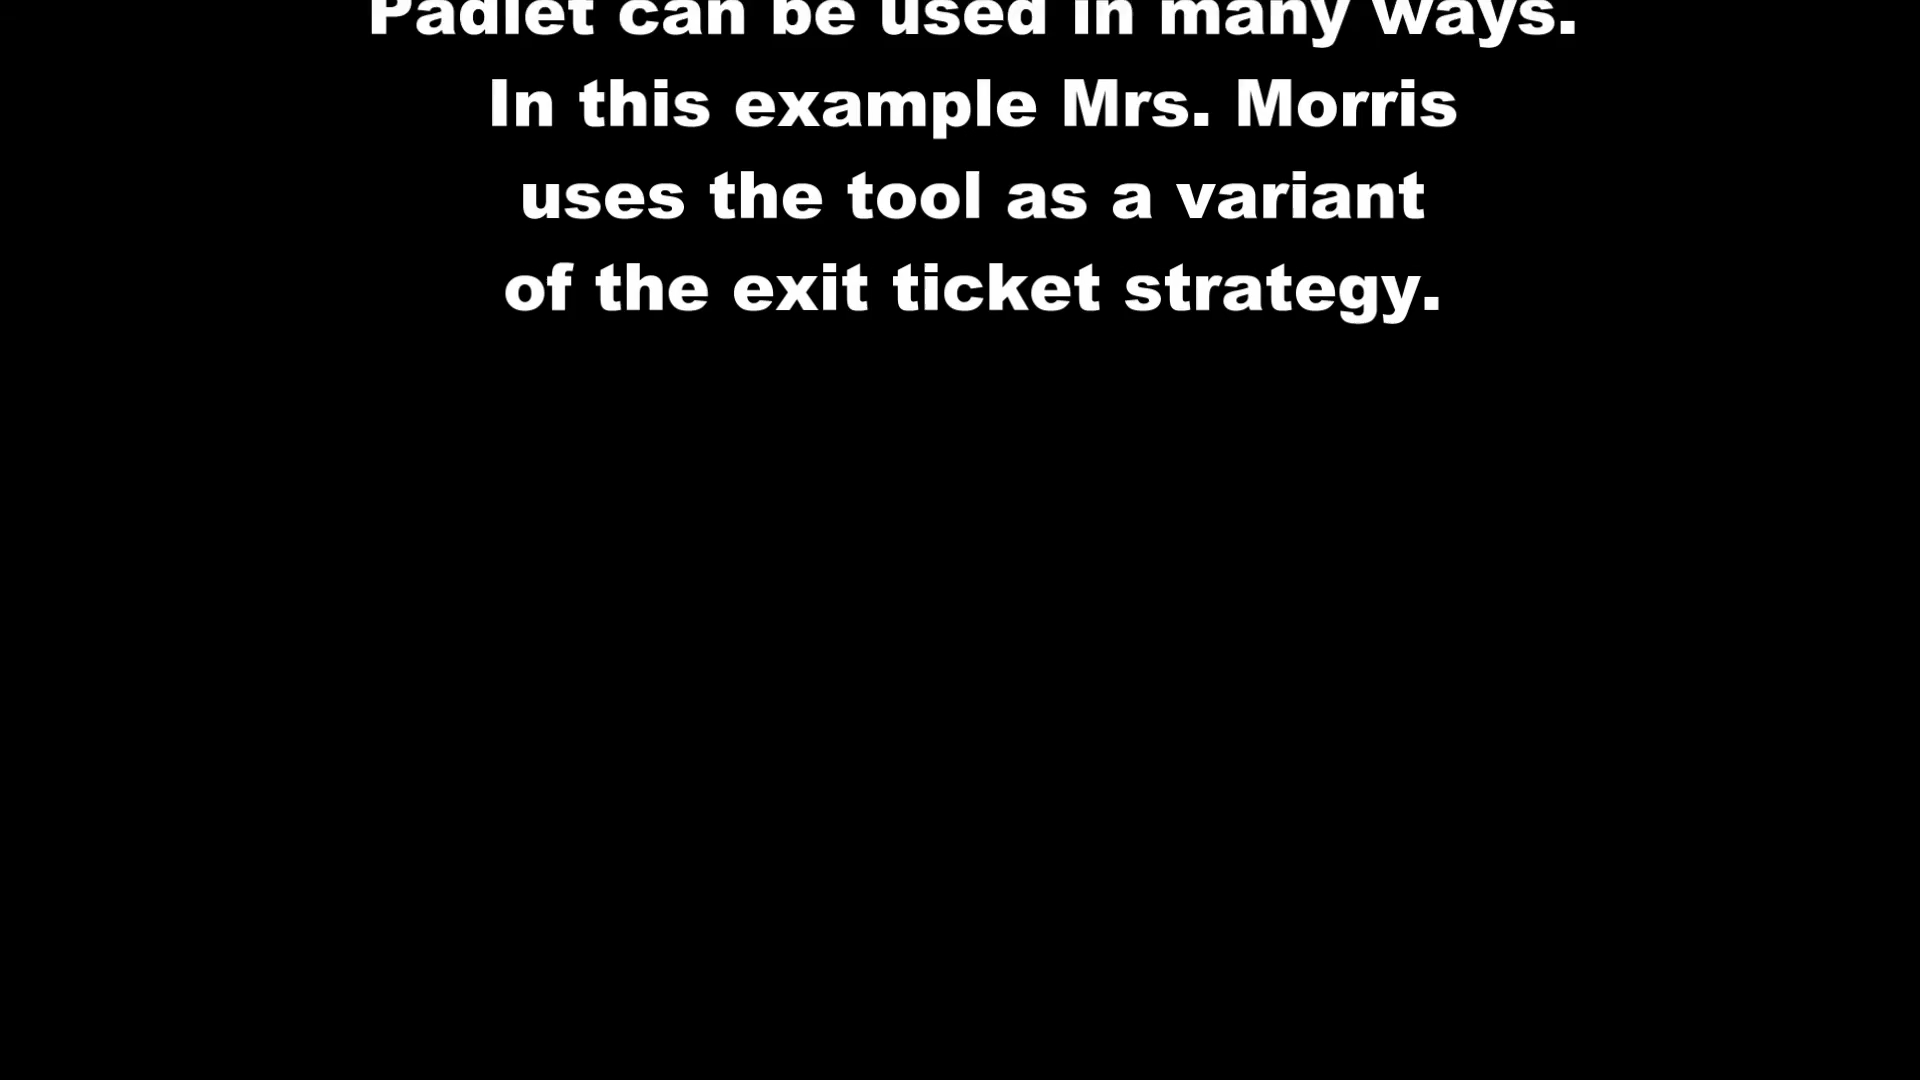 Padlet can be used in many ways.
In this example Mrs. Morris
uses the tool as a variant
of the exit ticket strategy.